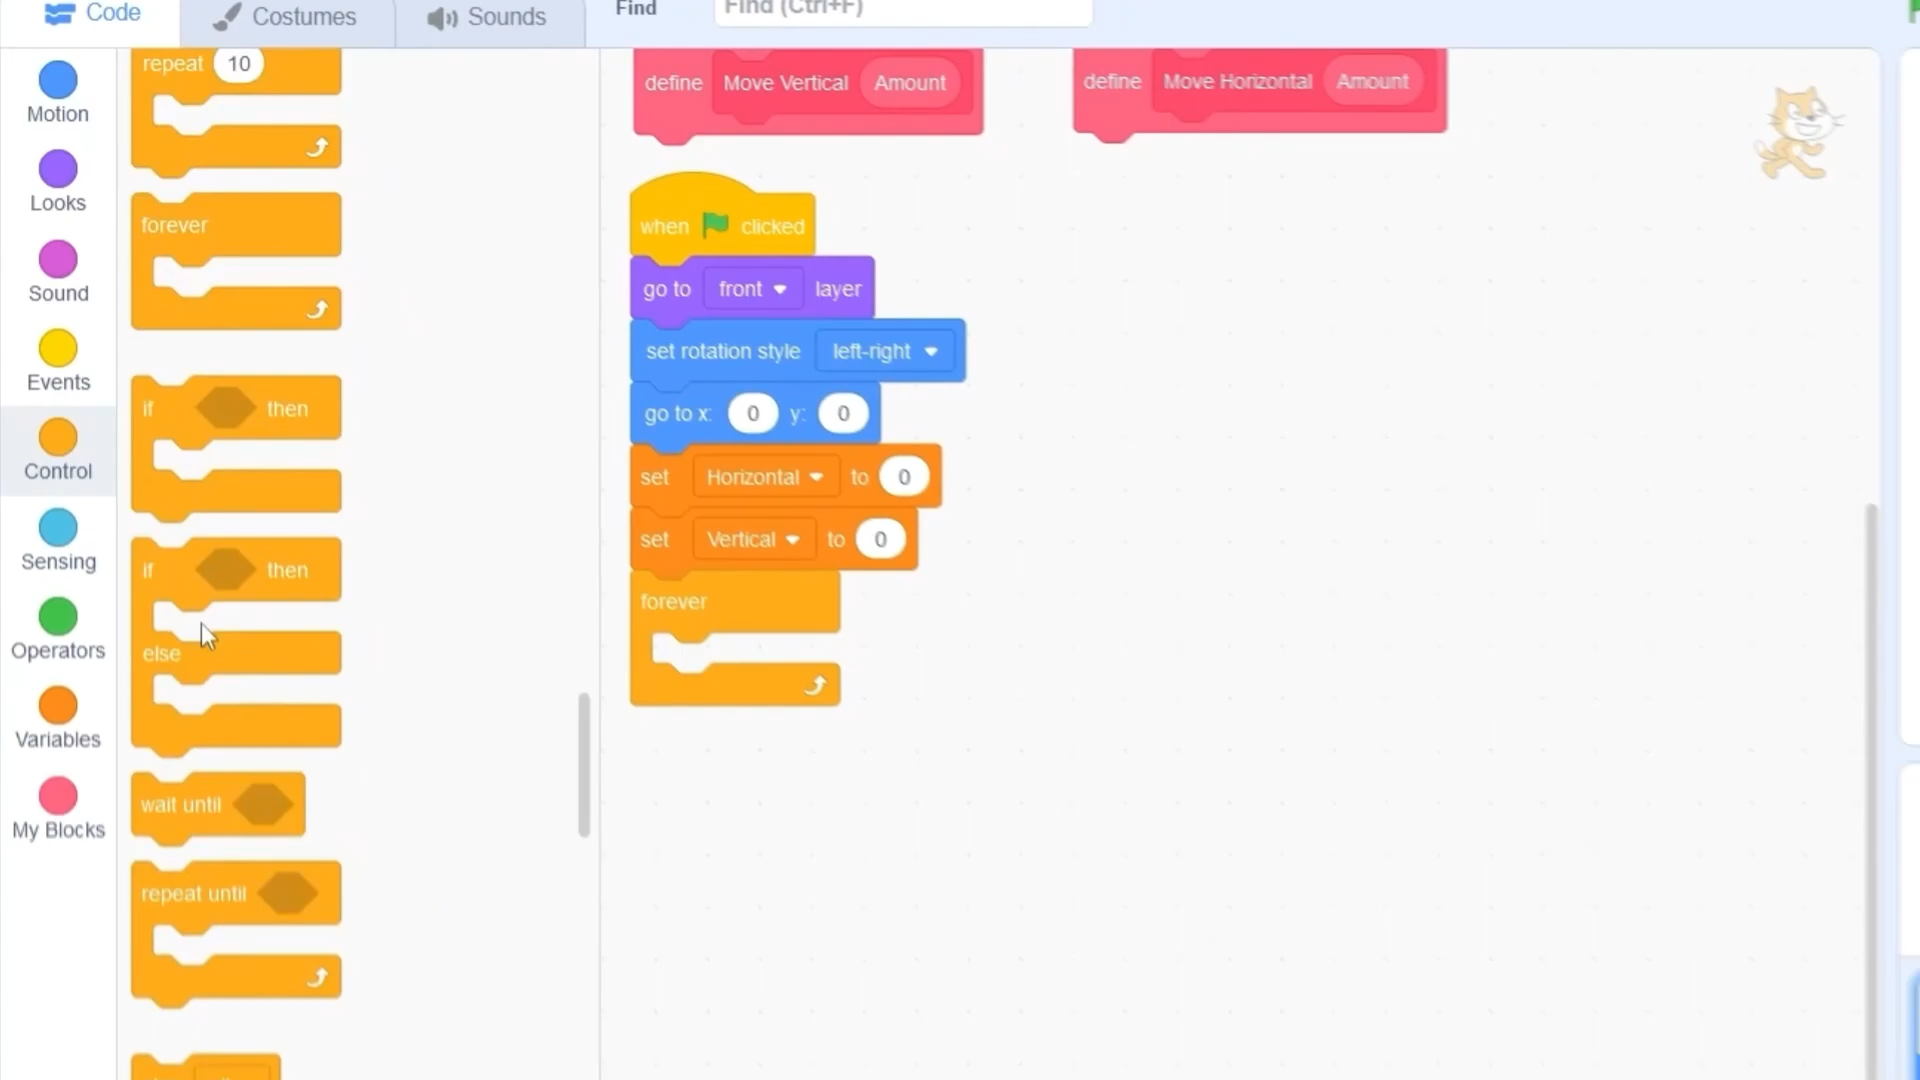 Code
Costumes
Sounds
Find
Find (Ctrl+F)
Motion
Looks
Sound
Events
Control
Sensing
Operators
Variables
My Blocks
repeat 10
forever
if then
if then
else
wait until
repeat until
define Move Vertical Amount
define Move Horizontal Amount
when clicked
go to front layer
set rotation style left-right
go to x: 0 y: 0
set Horizontal to 0
set Vertical to 0
forever